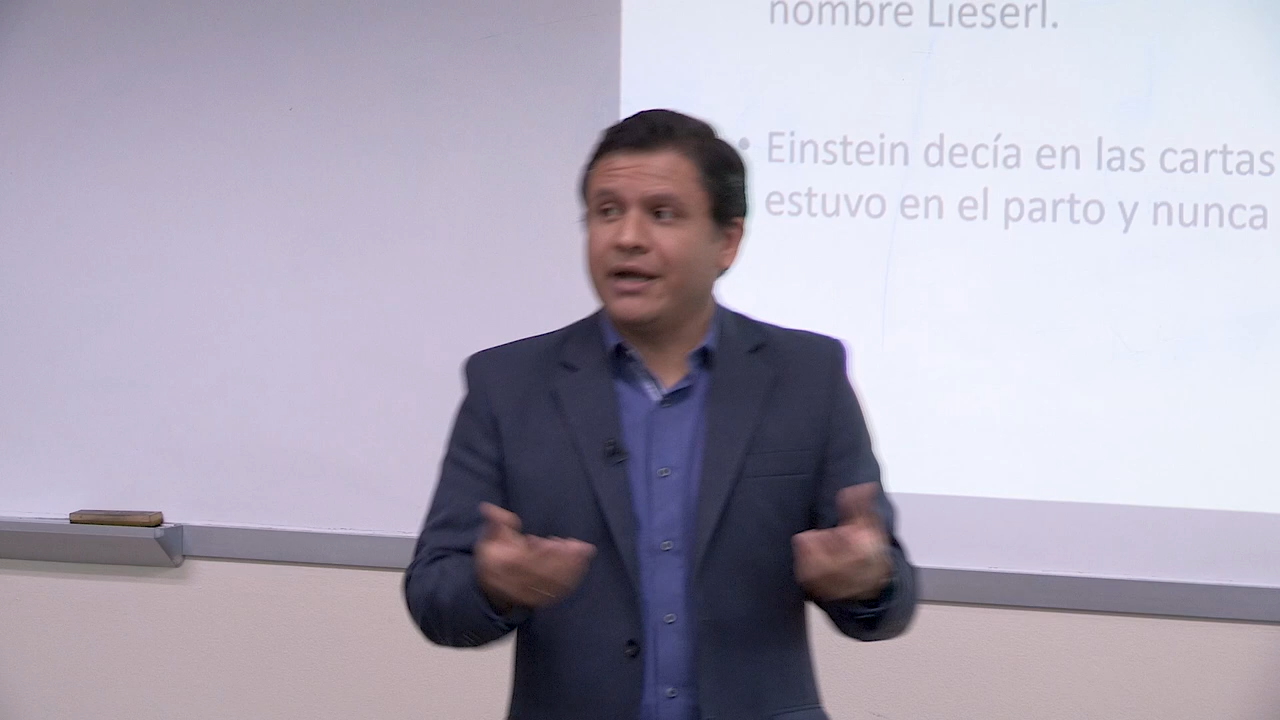 nombre Lieserl.
• Einstein decía en las cartas
estuvo en el parto y nunca